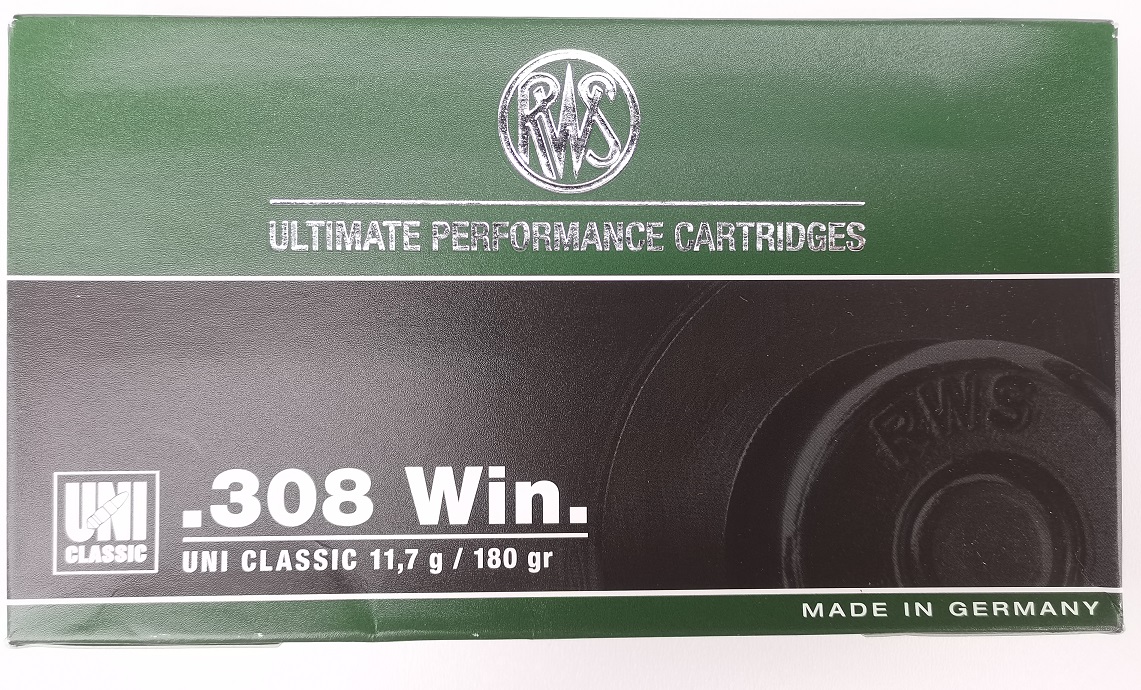 RWS
ULTIMATE PERFORMANCE CARTRIDGES
RWS
UNI
CLASSIC
.308 Win.
UNI CLASSIC 11,7 g / 180 gr
MADE IN GERMANY